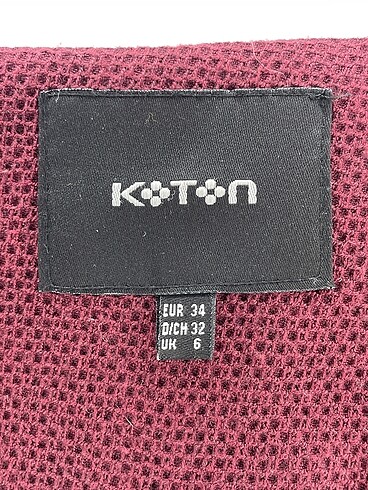 KOTON
EUR 34
D/CH 32
UK 6